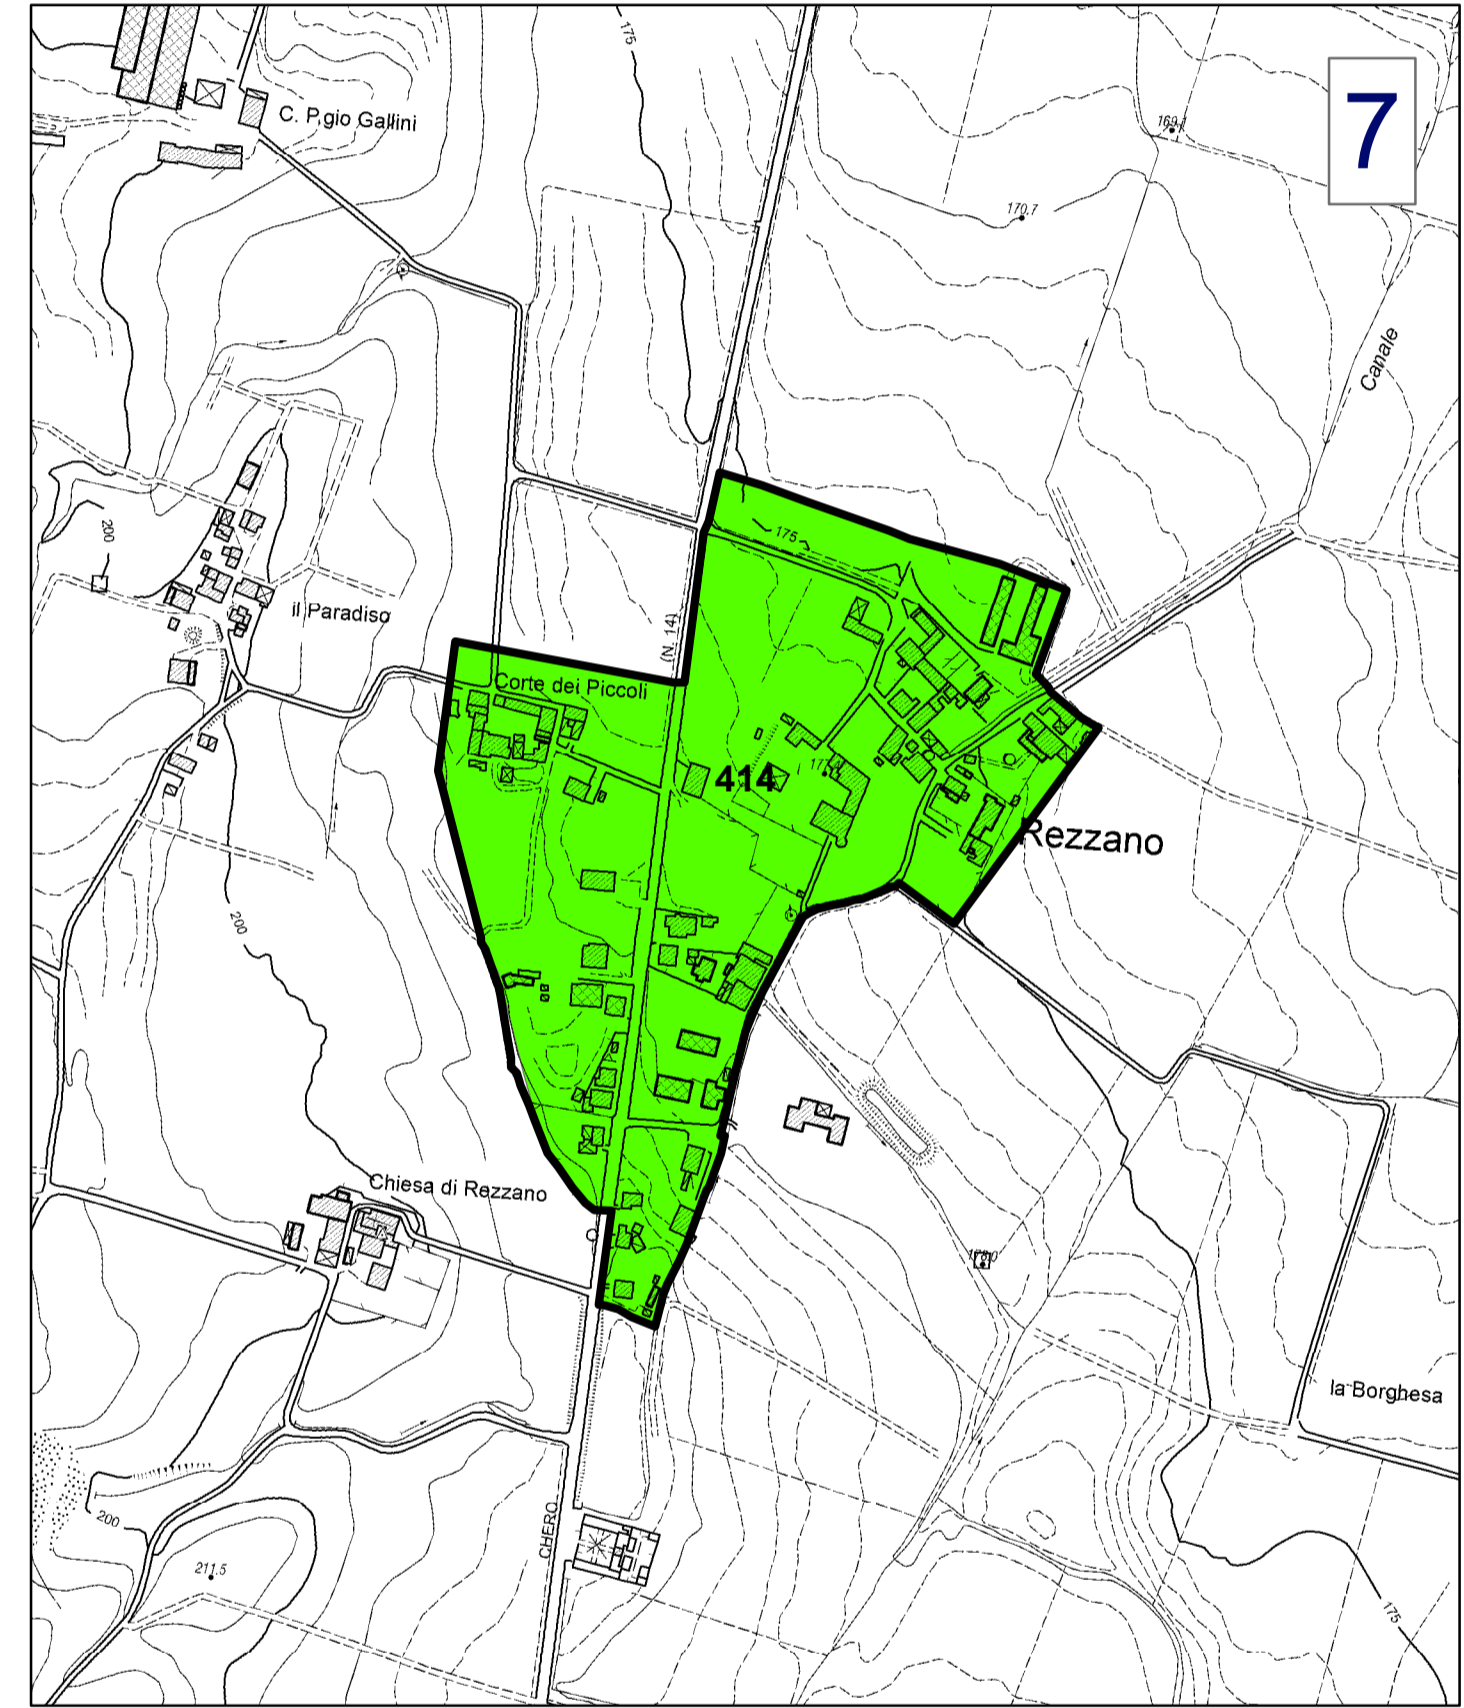 175
7
C. P.gio Gallini
169.1
170.7
Canale
175
200
il Paradiso
(N. 14)
Corte dei Piccoli
414
Rezzano
200
Chiesa di Rezzano
la Borghesa
CHERO
200
211.5
175